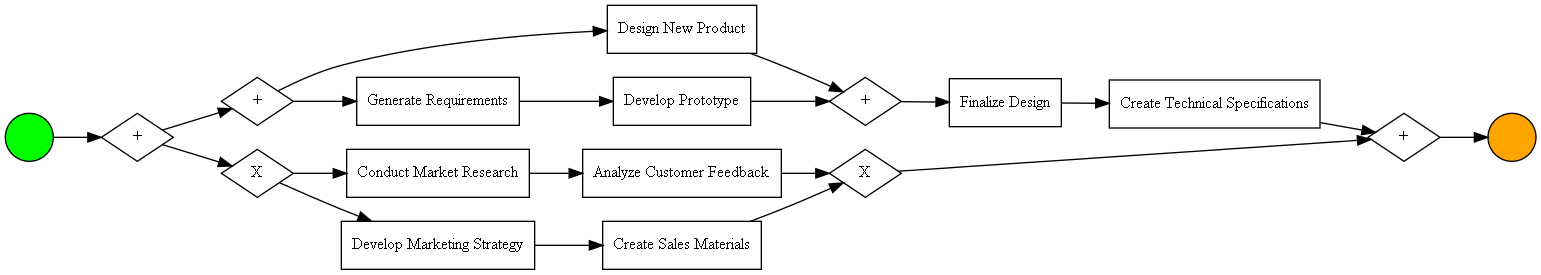 Design New Product
+
Generate Requirements
Develop Prototype
+
Finalize Design
Create Technical Specifications
+
+
X
Conduct Market Research
Analyze Customer Feedback
X
Develop Marketing Strategy
Create Sales Materials